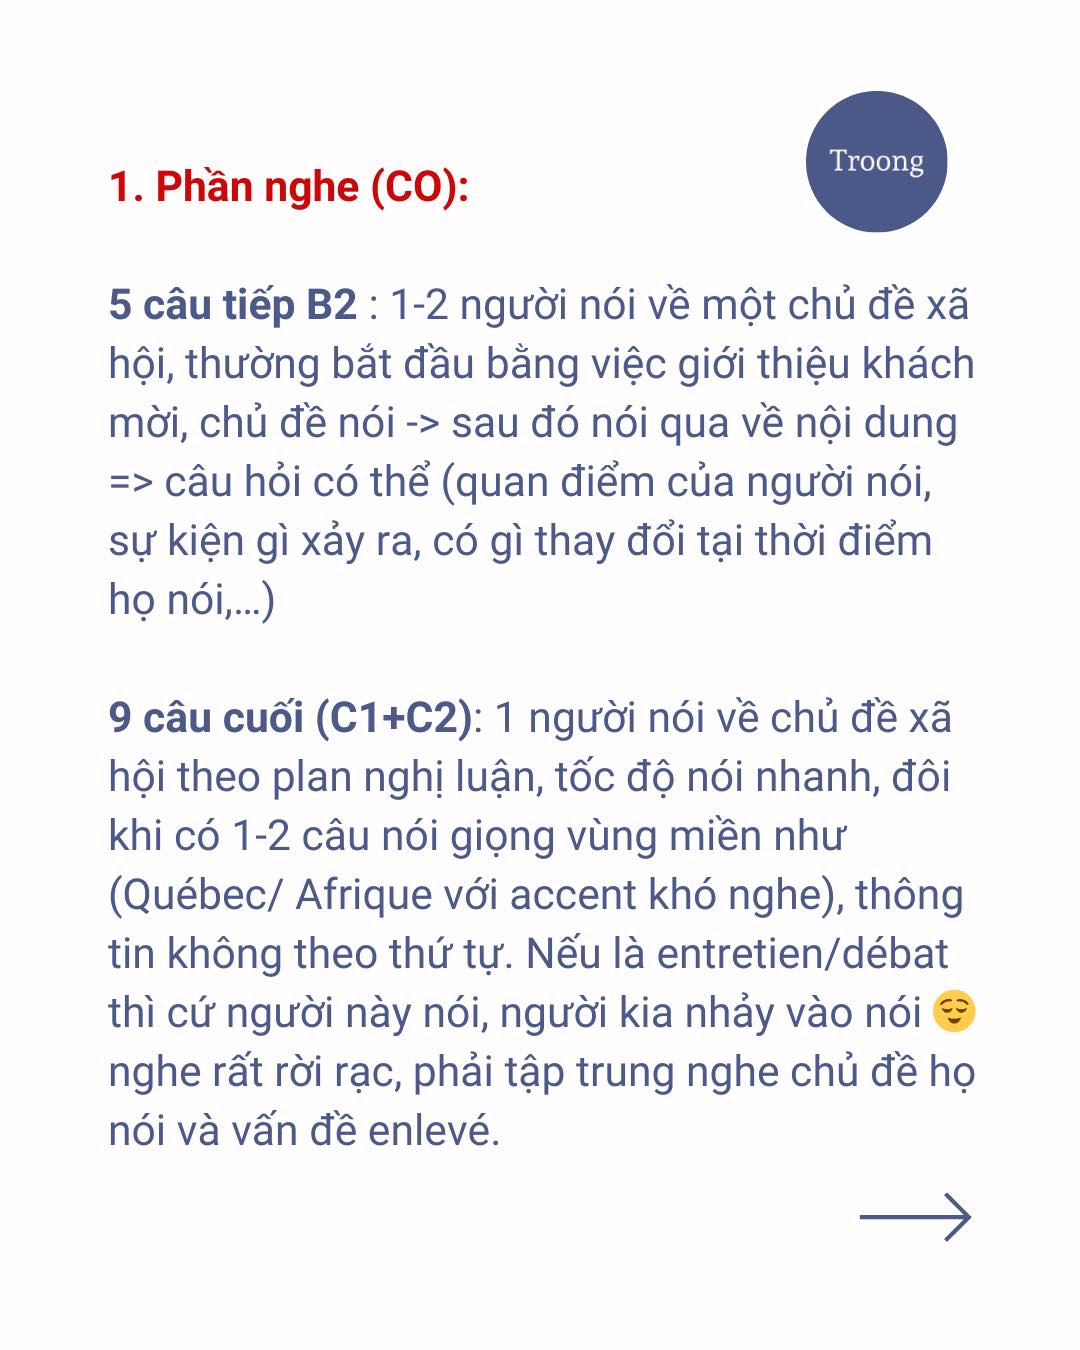 Troong
1. Phần nghe (CO):
5 câu tiếp B2 : 1-2 người nói về một chủ đề xã
hội, thường bắt đầu bằng việc giới thiệu khách
mời, chủ đề nói -> sau đó nói qua về nội dung
=> câu hỏi có thể (quan điểm của người nói,
sự kiện gì xảy ra, có gì thay đổi tại thời điểm
họ nói,...)
9 câu cuối (C1+C2): 1 người nói về chủ đề xã
hội theo plan nghị luận, tốc độ nói nhanh, đôi
khi có 1-2 câu nói giọng vùng miền như
(Québec/ Afrique với accent khó nghe), thông
tin không theo thứ tự. Nếu là entretien/débat
thì cứ người này nói, người kia nhảy vào nói 😌
nghe rất rời rạc, phải tập trung nghe chủ đề họ
nói và vấn đề enlevé.